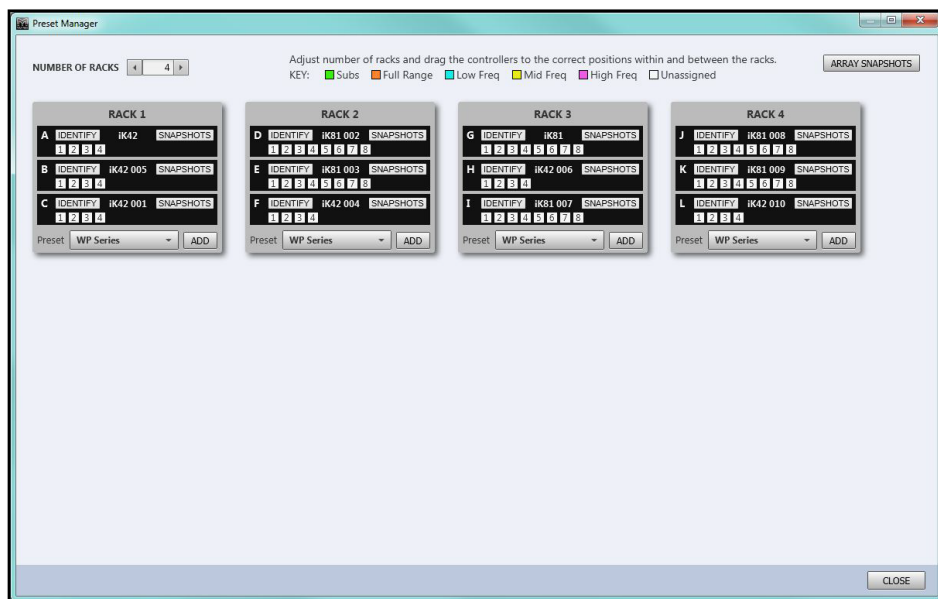 Preset Manager
NUMBER OF RACKS 4
Adjust number of racks and drag the controllers to the correct positions within and between the racks.
KEY: Subs Full Range Low Freq Mid Freq High Freq Unassigned
ARRAY SNAPSHOTS
RACK 1
A IDENTIFY iK42 SNAPSHOTS
1 2 3 4
B IDENTIFY iK42 005 SNAPSHOTS
1 2 3 4
C IDENTIFY iK42 001 SNAPSHOTS
1 2 3 4
Preset WP Series ADD
RACK 2
D IDENTIFY iK81 002 SNAPSHOTS
1 2 3 4 5 6 7 8
E IDENTIFY iK81 003 SNAPSHOTS
1 2 3 4 5 6 7 8
F IDENTIFY iK42 004 SNAPSHOTS
1 2 3 4
Preset WP Series ADD
RACK 3
G IDENTIFY iK81 SNAPSHOTS
1 2 3 4 5 6 7 8
H IDENTIFY iK42 006 SNAPSHOTS
1 2 3 4
I IDENTIFY iK81 007 SNAPSHOTS
1 2 3 4 5 6 7 8
Preset WP Series ADD
RACK 4
J IDENTIFY iK81 008 SNAPSHOTS
1 2 3 4 5 6 7 8
K IDENTIFY iK81 009 SNAPSHOTS
1 2 3 4 5 6 7 8
L IDENTIFY iK42 010 SNAPSHOTS
1 2 3 4
Preset WP Series ADD
CLOSE